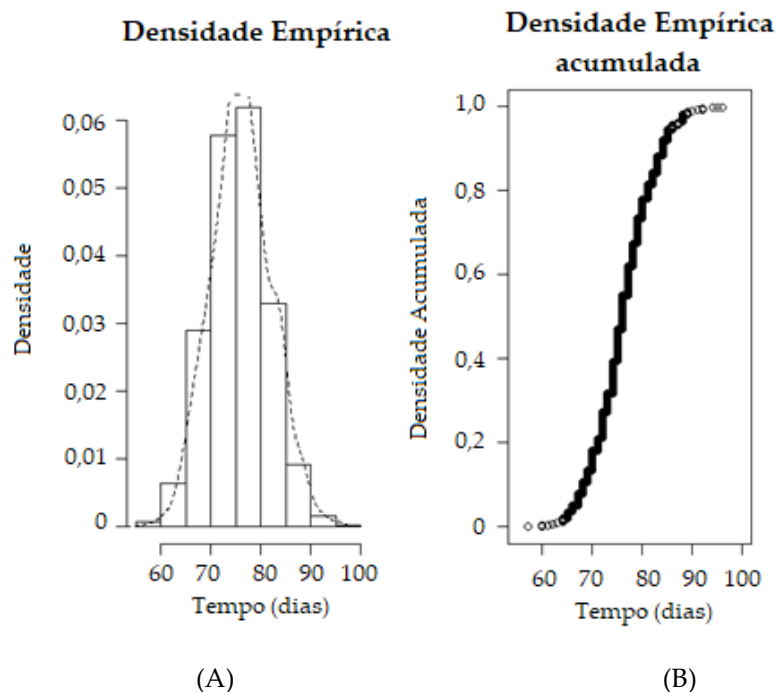 Densidade Empírica
Densidade
0,06
0,05
0,04
0,03
0,02
0,01
0
60 70 80 90 100
Tempo (dias)
(A)
Densidade Empírica
acumulada
Densidade Acumulada
1,0
0,8
0,6
0,4
0,2
0
60 70 80 90 100
Tempo (dias)
(B)